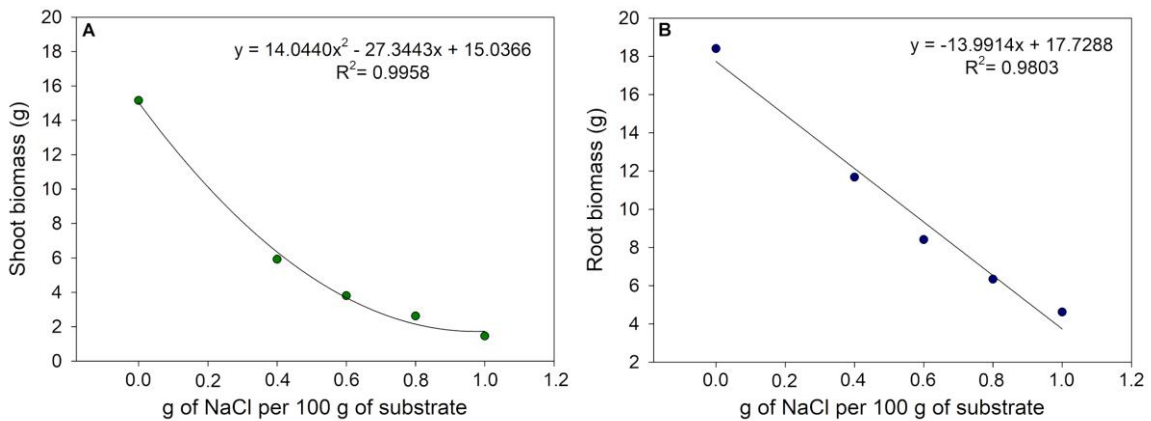 A
y = 14.0440x² - 27.3443x + 15.0366
R²= 0.9958
Shoot biomass (g)
20
18
16
14
12
10
8
6
4
2
0
0.0 0.2 0.4 0.6 0.8 1.0 1.2
g of NaCl per 100 g of substrate
B
y = -13.9914x + 17.7288
R²= 0.9803
Root biomass (g)
20
18
16
14
12
10
8
6
4
2
0.0 0.2 0.4 0.6 0.8 1.0 1.2
g of NaCl per 100 g of substrate